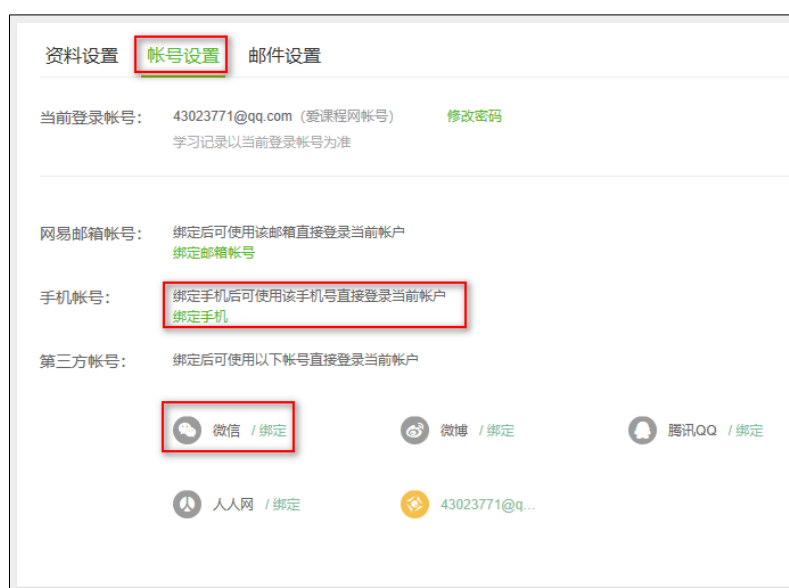 资料设置 帐号设置 邮件设置
当前登录帐号： 43023771@qq.com（爱课程网帐号） 修改密码
学习记录以当前登录帐号为准
网易邮箱帐号： 绑定后可使用该邮箱直接登录当前帐户
绑定邮箱帐号
手机帐号： 绑定手机后可使用该手机号直接登录当前帐户
绑定手机
第三方帐号： 绑定后可使用以下帐号直接登录当前帐户
微信 / 绑定 微博 / 绑定 腾讯QQ / 绑定
人人网 / 绑定 43023771@q...